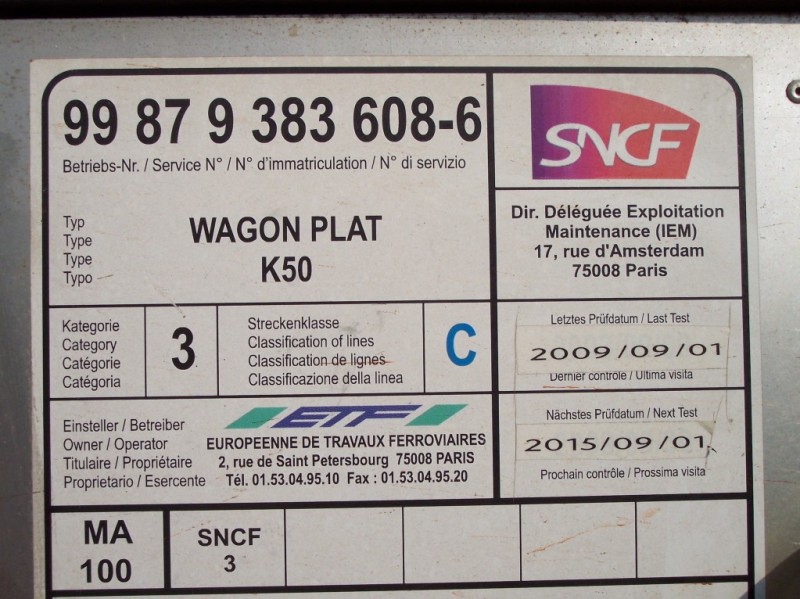 99 87 9 383 608-6
Betriebs-Nr. / Service N° / N° d'immatriculation / N° di servizio
Typ
Type
Type
Typo
WAGON PLAT
K50
SNCF
Dir. Déléguée Exploitation
Maintenance (IEM)
17, rue d'Amsterdam
75008 Paris
Kategorie
Category
Catégorie
Catégoria
3
Streckenklasse
Classification of lines
Classification de lignes
Classificazione della linea
C
Letztes Prüfdatum / Last Test
2009/09/01
Dernier contrôle / Ultima visita
Einsteller / Betreiber
Owner / Operator
Titulaire / Propriétaire
Proprietario / Esercente
ETF
EUROPEENNE DE TRAVAUX FERROVIAIRES
2, rue de Saint Petersbourg 75008 PARIS
Tél. 01.53.04.95.10 Fax : 01.53.04.95.20
Nächstes Prüfdatum / Next Test
2015/09/01
Prochain contrôle / Prossima visita
MA
100
SNCF
3